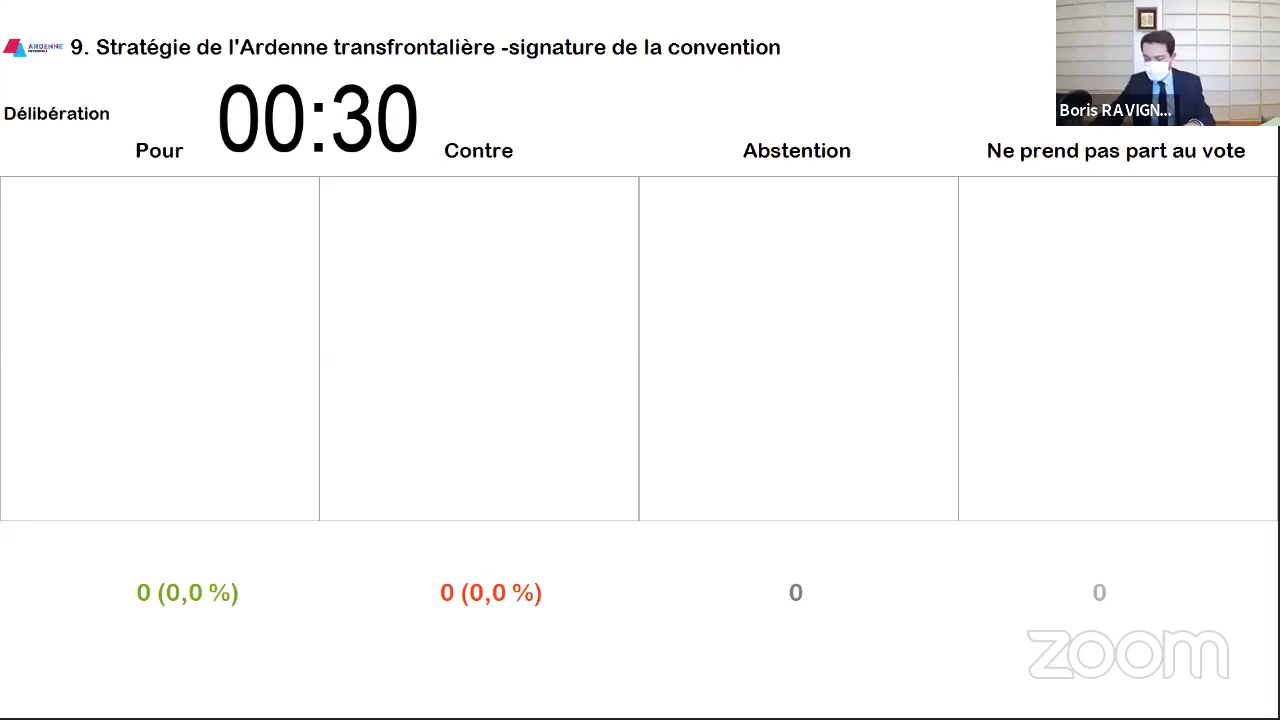 ARDENNE
9. Stratégie de l'Ardenne transfrontalière -signature de la convention
Boris RAVIGN...
Délibération
00:30
Pour
Contre
Abstention
Ne prend pas part au vote
0 (0,0 %)
0 (0,0 %)
0
0
zoom